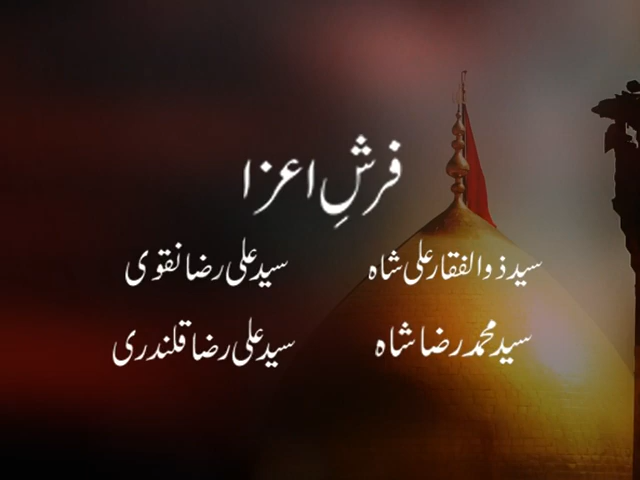 فرشِ اعزا
سید ذوالفقار علی شاہ سید علی رضا نقوی
سید محمد رضا شاہ سید علی رضا قلندری